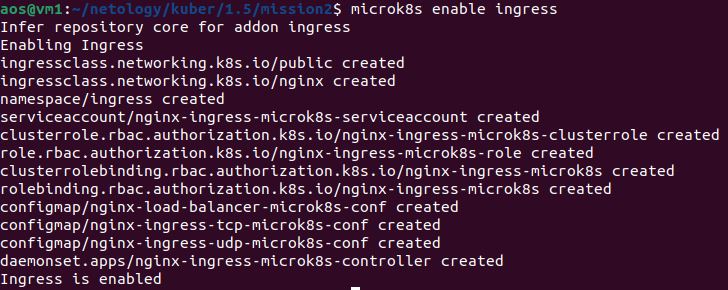 aos@vm1:~/netology/kuber/1.5/mission2$ microk8s enable ingress
Infer repository core for addon ingress
Enabling Ingress
ingressclass.networking.k8s.io/public created
ingressclass.networking.k8s.io/nginx created
namespace/ingress created
serviceaccount/nginx-ingress-microk8s-serviceaccount created
clusterrole.rbac.authorization.k8s.io/nginx-ingress-microk8s-clusterrole created
role.rbac.authorization.k8s.io/nginx-ingress-microk8s-role created
clusterrolebinding.rbac.authorization.k8s.io/nginx-ingress-microk8s created
rolebinding.rbac.authorization.k8s.io/nginx-ingress-microk8s created
configmap/nginx-load-balancer-microk8s-conf created
configmap/nginx-ingress-tcp-microk8s-conf created
configmap/nginx-ingress-udp-microk8s-conf created
daemonset.apps/nginx-ingress-microk8s-controller created
Ingress is enabled